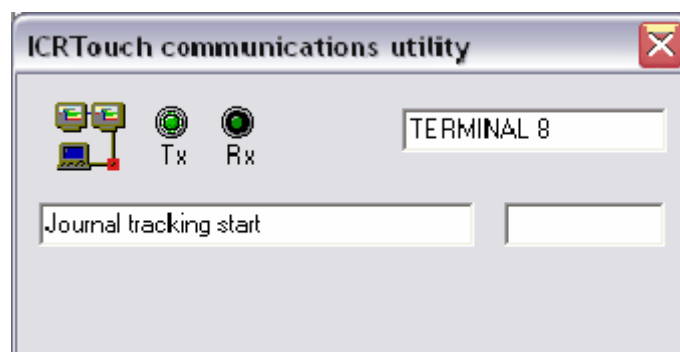 ICRTouch communications utility
TERMINAL 8
Tx Rx
Journal tracking start